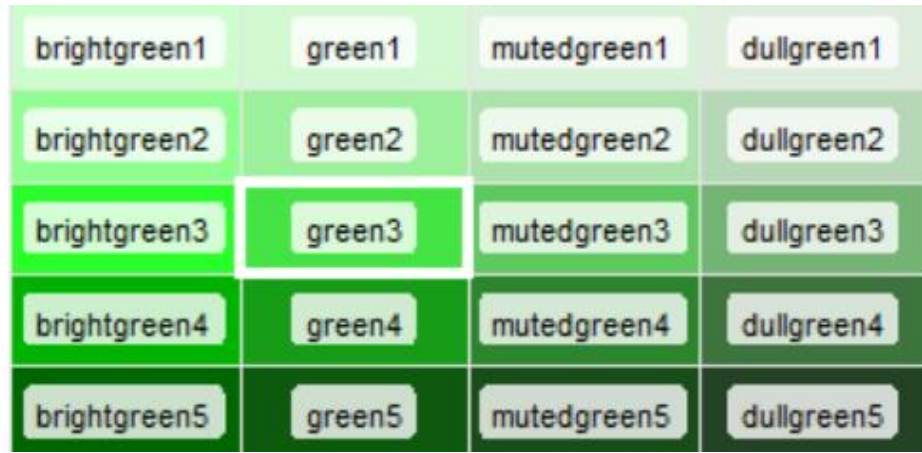 brightgreen1 green1 mutedgreen1 dullgreen1
brightgreen2 green2 mutedgreen2 dullgreen2
brightgreen3 green3 mutedgreen3 dullgreen3
brightgreen4 green4 mutedgreen4 dullgreen4
brightgreen5 green5 mutedgreen5 dullgreen5